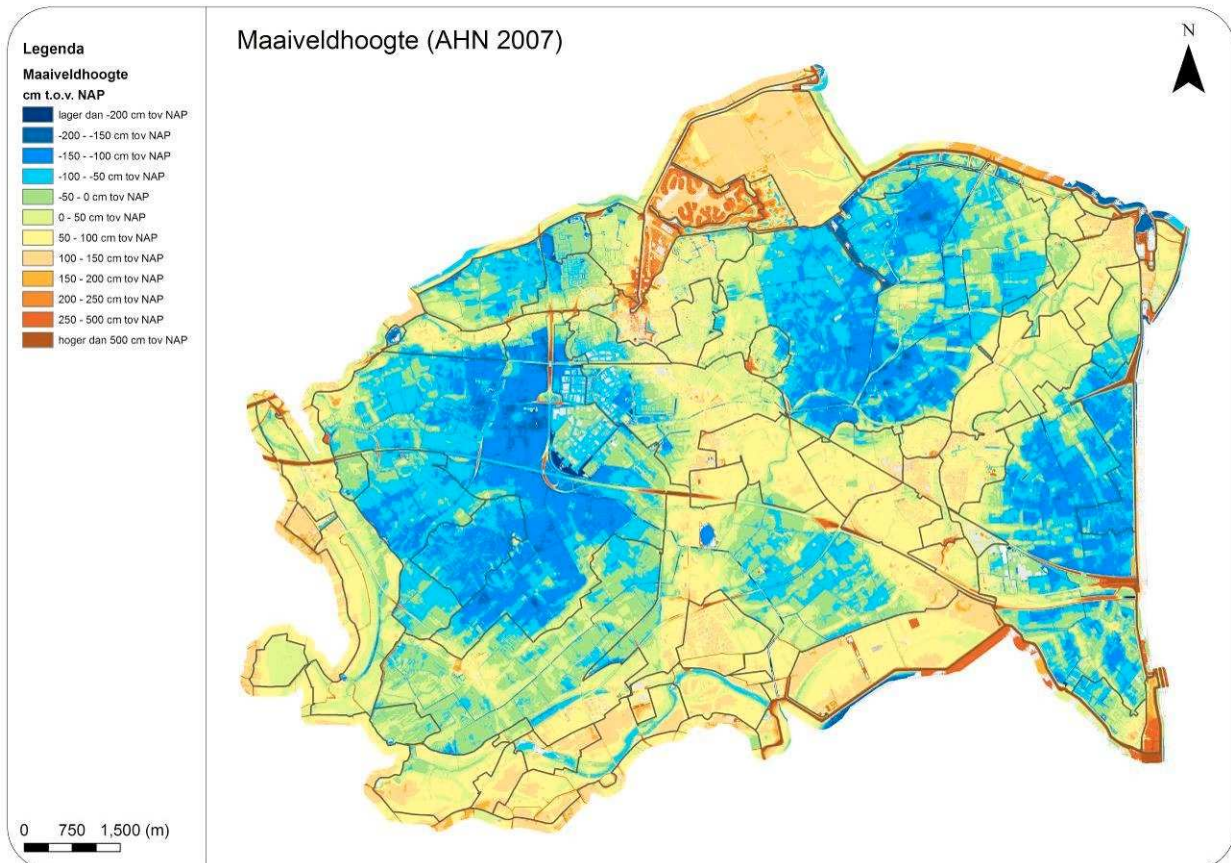 Maaiveldhoogte (AHN 2007)
N
Legenda
Maaiveldhoogte
cm t.o.v. NAP
lager dan -200 cm tov NAP
-200 - -150 cm tov NAP
-150 - -100 cm tov NAP
-100 - -50 cm tov NAP
-50 - 0 cm tov NAP
0 - 50 cm tov NAP
50 - 100 cm tov NAP
100 - 150 cm tov NAP
150 - 200 cm tov NAP
200 - 250 cm tov NAP
250 - 500 cm tov NAP
hoger dan 500 cm tov NAP
0 750 1,500 (m)